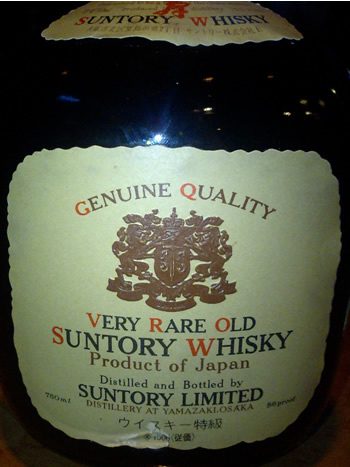 寿
SUNTORY WHISKY
GENUINE QUALITY
VERY RARE OLD
SUNTORY WHISKY
Product of Japan
Distilled and Bottled by
760ml SUNTORY LIMITED 86proof
DISTILLERY AT YAMAZAKI.OSAKA
ウイスキー特級